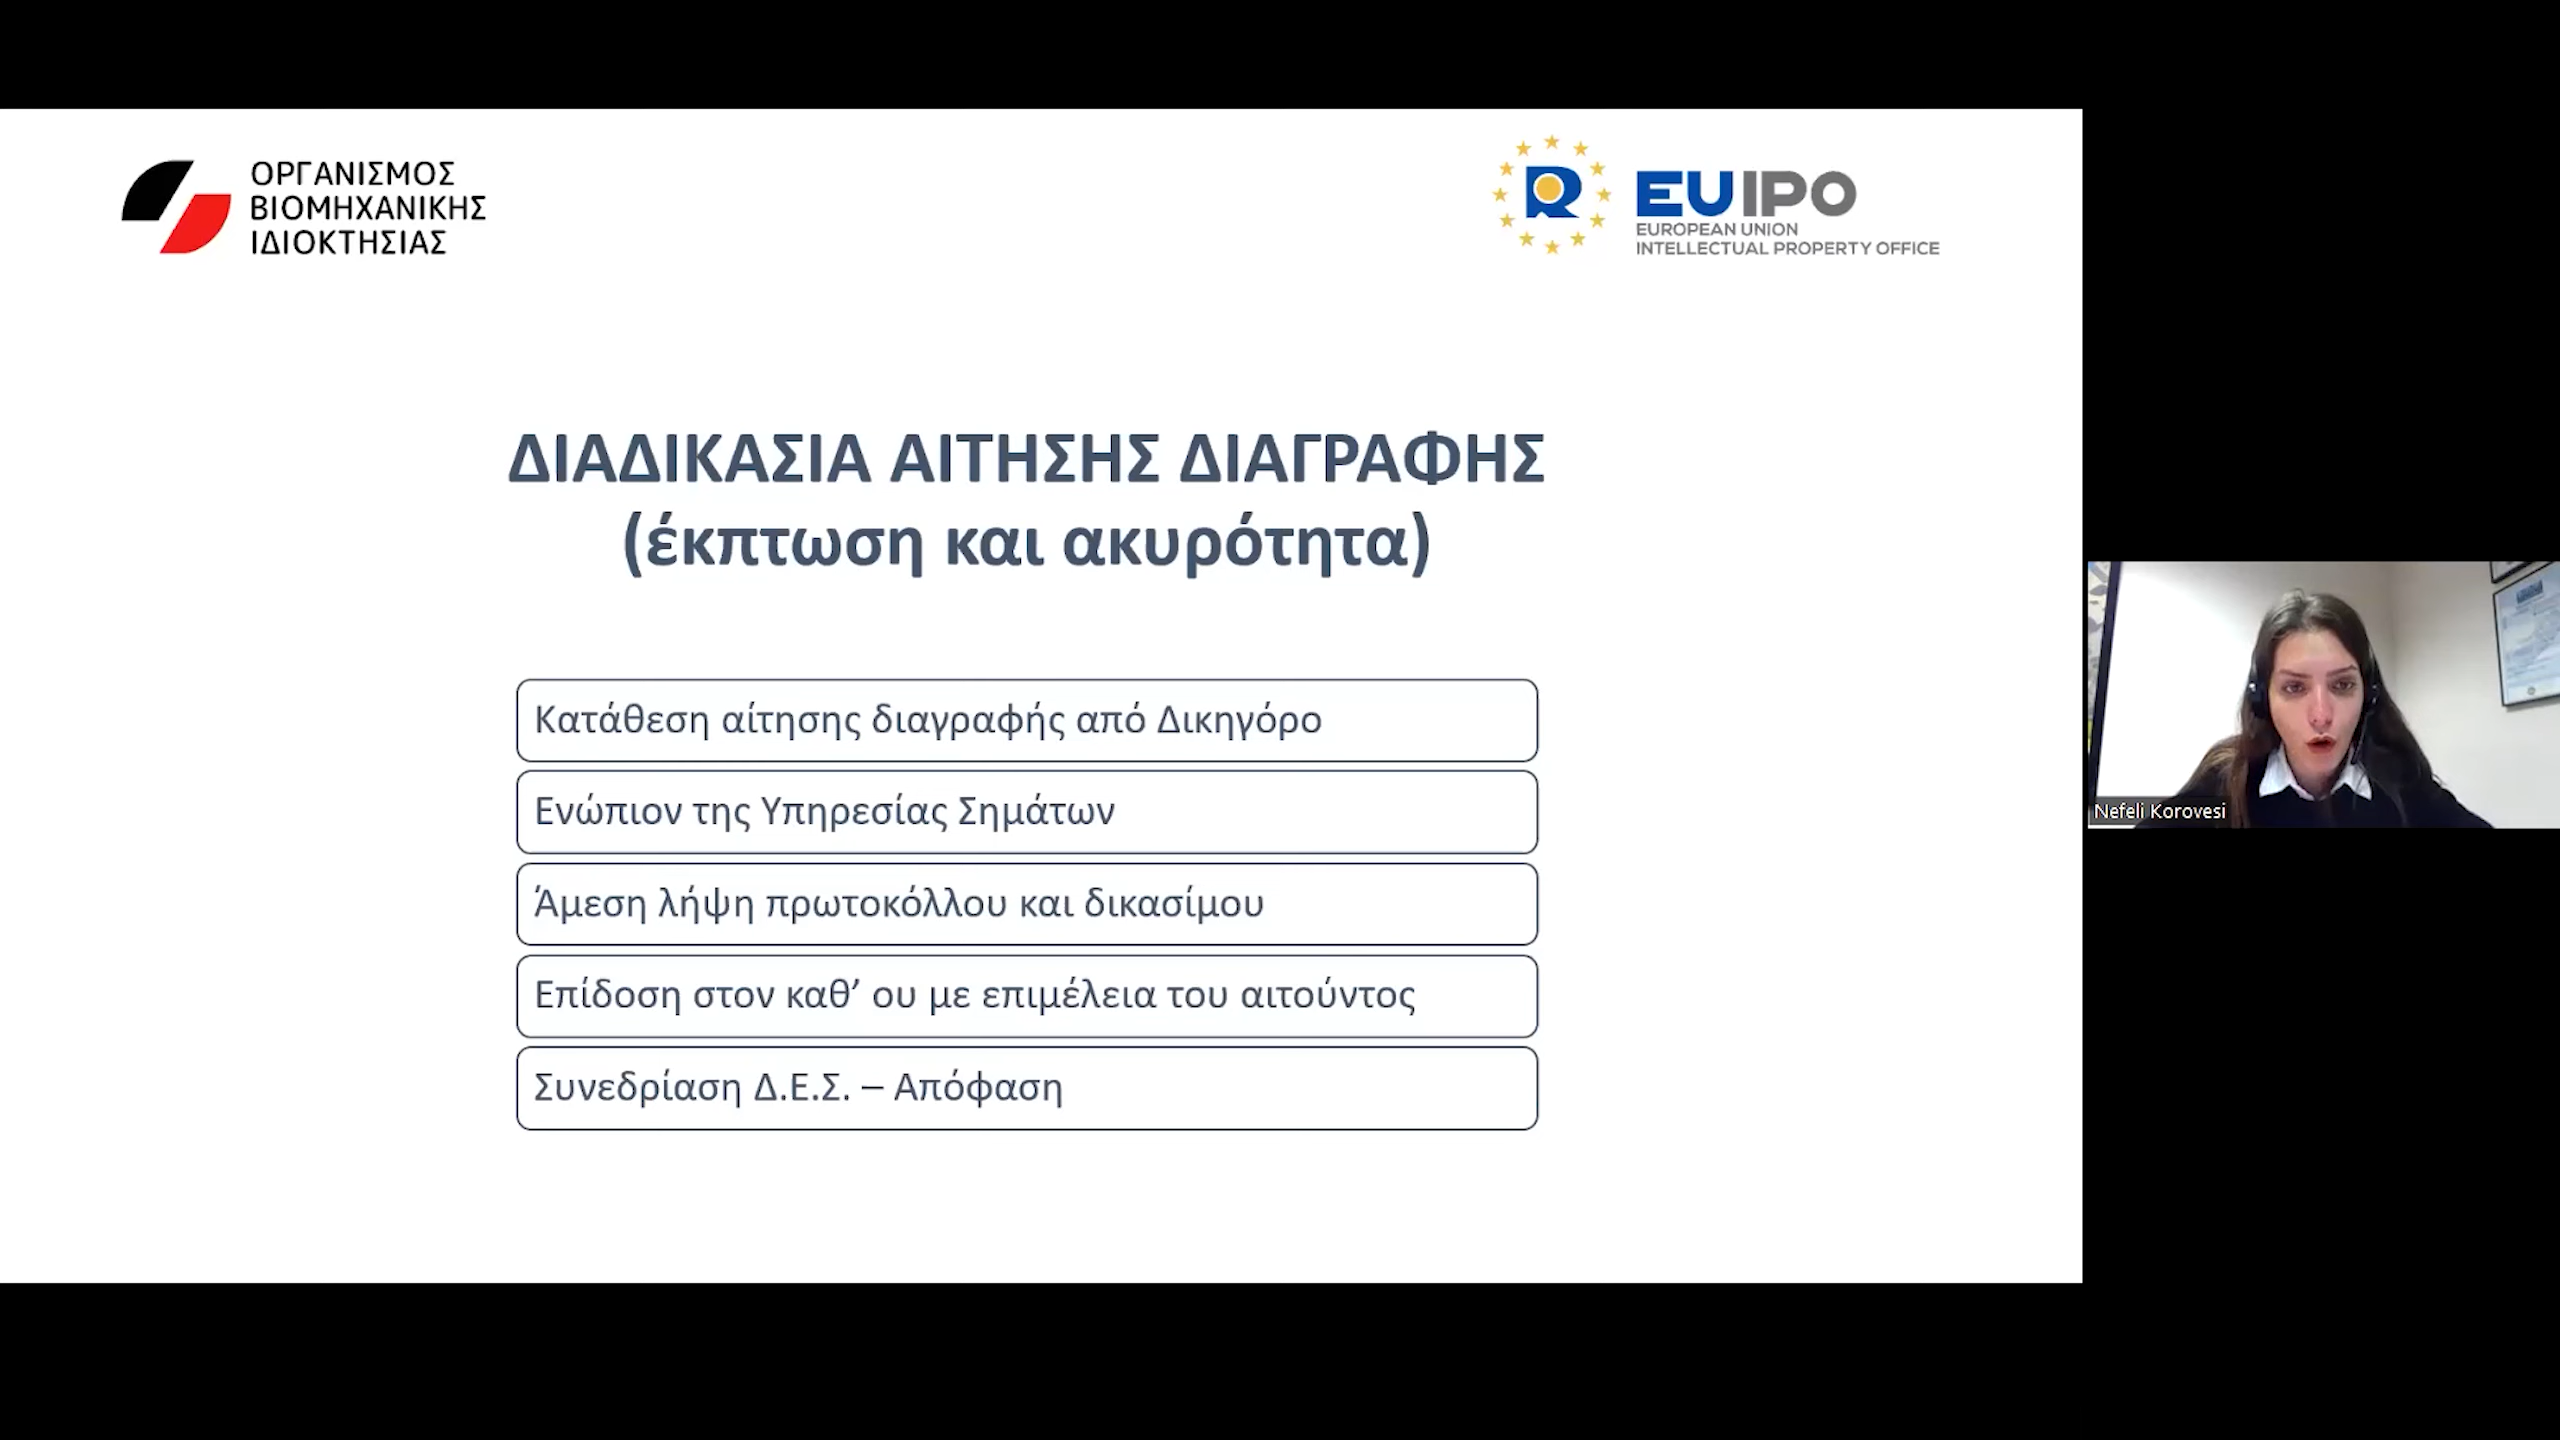 ΟΡΓΑΝΙΣΜΟΣ
ΒΙΟΜΗΧΑΝΙΚΗΣ
ΙΔΙΟΚΤΗΣΙΑΣ
EUIPO
EUROPEAN UNION
INTELLECTUAL PROPERTY OFFICE
ΔΙΑΔΙΚΑΣΙΑ ΑΙΤΗΣΗΣ ΔΙΑΓΡΑΦΗΣ
(έκπτωση και ακυρότητα)
Κατάθεση αίτησης διαγραφής από Δικηγόρο
Ενώπιον της Υπηρεσίας Σημάτων
Άμεση λήψη πρωτοκόλλου και δικασίμου
Επίδοση στον καθ’ ου με επιμέλεια του αιτούντος
Συνεδρίαση Δ.Ε.Σ. – Απόφαση
Nefeli Korovesi